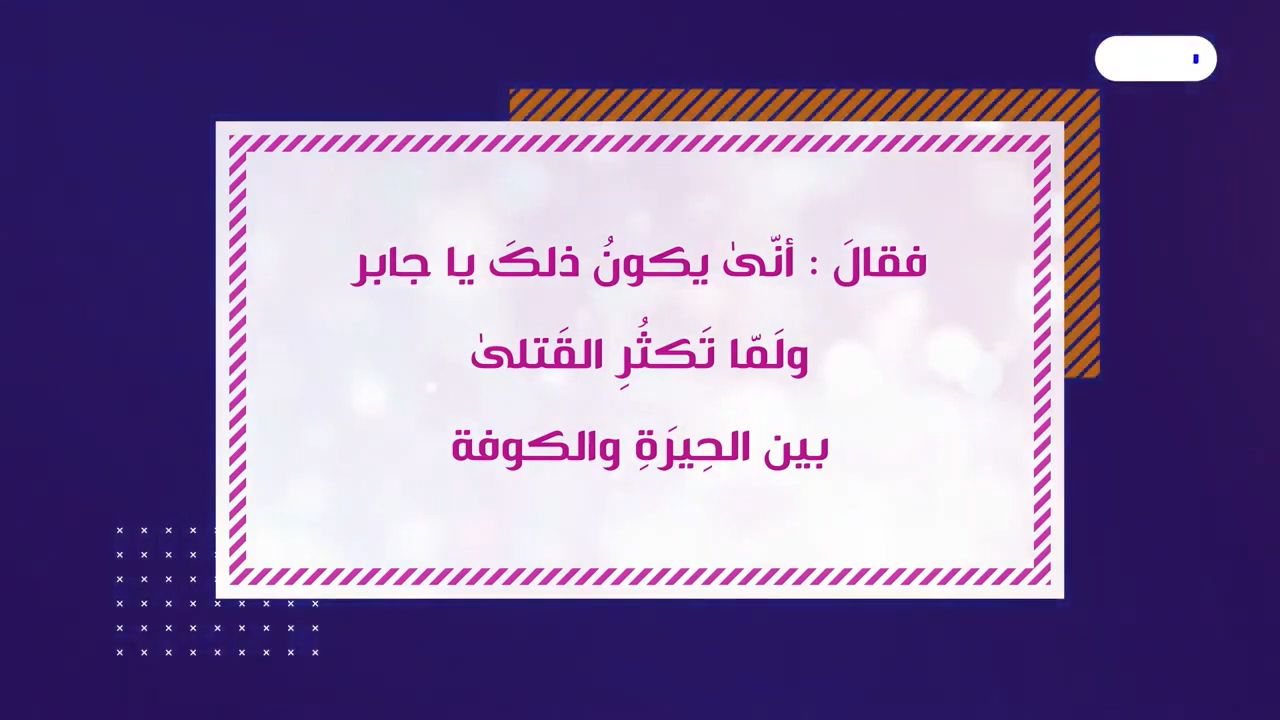 فقالَ : أنّىٰ يكونُ ذلكَ يا جابر
ولَمّا تَكثُرِ القَتلىٰ
بين الحِيرَةِ والكوفة